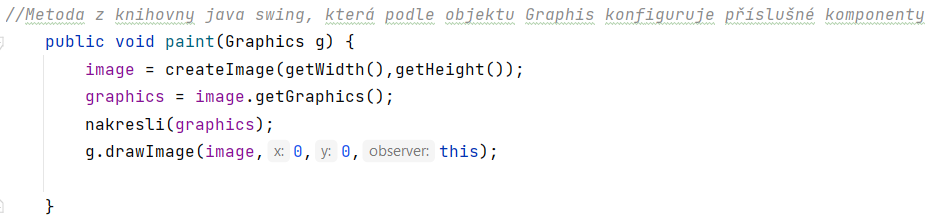 //Metoda z knihovny java swing, která podle objektu Graphis konfiguruje příslušné komponenty
public void paint(Graphics g) {
image = createImage(getWidth(),getHeight());
graphics = image.getGraphics();
nakresli(graphics);
g.drawImage(image, x: 0, y: 0, observer: this);
}